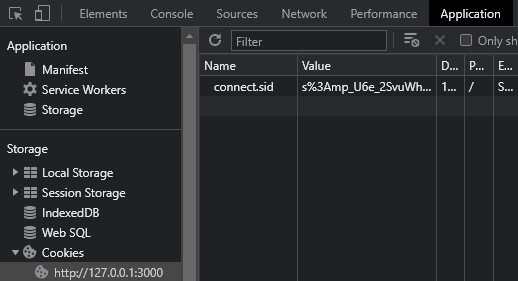 Elements Console Sources Network Performance Application
Application
Manifest
Service Workers
Storage
Storage
Local Storage
Session Storage
IndexedDB
Web SQL
Cookies
http://127.0.0.1:3000
Filter Only sh
Name Value D... P... E...
connect.sid s%3Amp_U6e_2SvuWh... 1... / S...